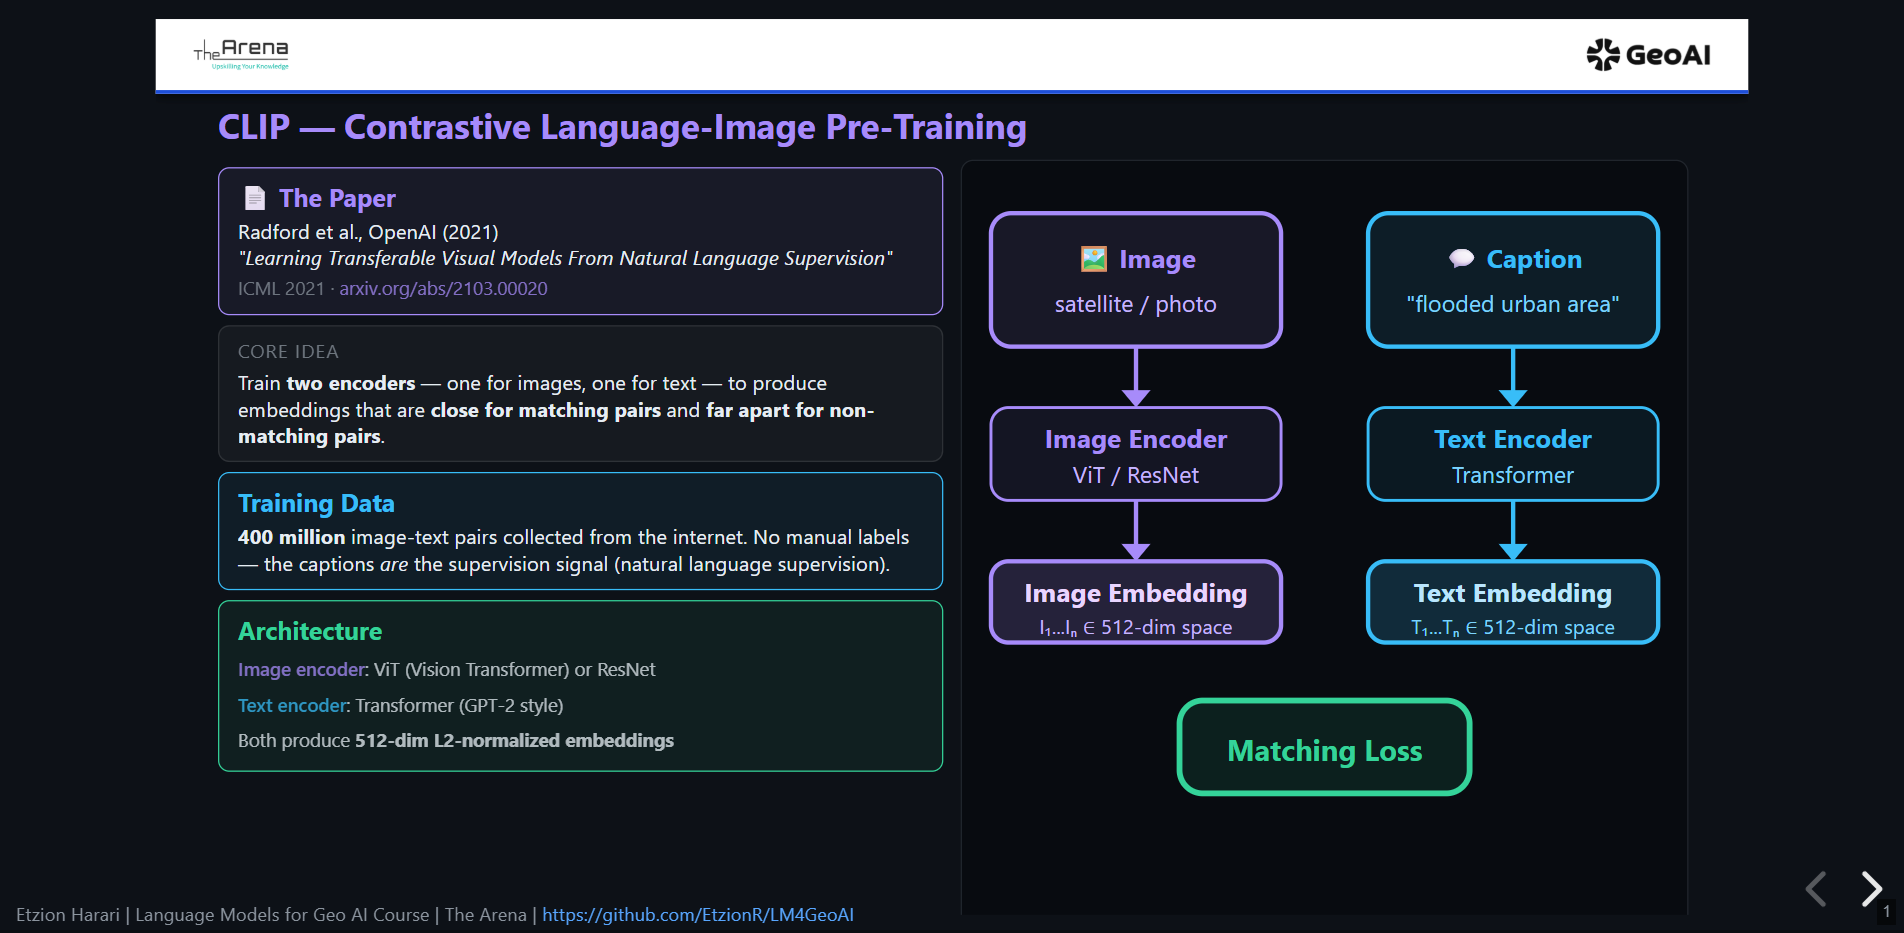 The Arena
Upskilling Your Knowledge
GeoAI
CLIP — Contrastive Language-Image Pre-Training
The Paper
Radford et al., OpenAI (2021)
"Learning Transferable Visual Models From Natural Language Supervision"
ICML 2021 · arxiv.org/abs/2103.00020
CORE IDEA
Train two encoders — one for images, one for text — to produce
embeddings that are close for matching pairs and far apart for non-
matching pairs.
Training Data
400 million image-text pairs collected from the internet. No manual labels
— the captions are the supervision signal (natural language supervision).
Architecture
Image encoder: ViT (Vision Transformer) or ResNet
Text encoder: Transformer (GPT-2 style)
Both produce 512-dim L2-normalized embeddings
Image
satellite / photo
Image Encoder
ViT / ResNet
Image Embedding
I₁...Iₙ ∈ 512-dim space
Caption
"flooded urban area"
Text Encoder
Transformer
Text Embedding
T₁...Tₙ ∈ 512-dim space
Matching Loss
Etzion Harari | Language Models for Geo AI Course | The Arena | https://github.com/EtzionR/LM4GeoAI
1